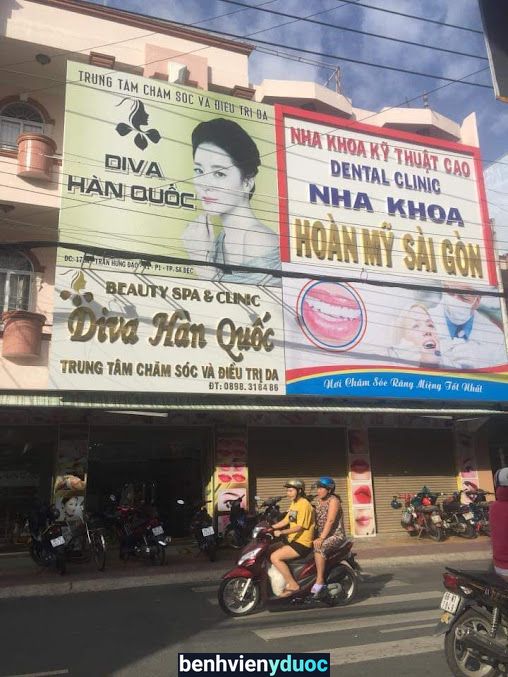 TRUNG TÂM CHĂM SÓC VÀ ĐIỀU TRỊ DA
DIVA
HÀN QUỐC
BEAUTY SPA & CLINIC
Diva Hàn Quốc
TRUNG TÂM CHĂM SÓC VÀ ĐIỀU TRỊ DA
ĐT: 0898.318486
NHA KHOA KỸ THUẬT CAO
DENTAL CLINIC
NHA KHOA
HOÀN MỸ SÀI GÒN
Nơi Chăm Sóc Răng Miệng Tốt Nhất
benhvienyduoc